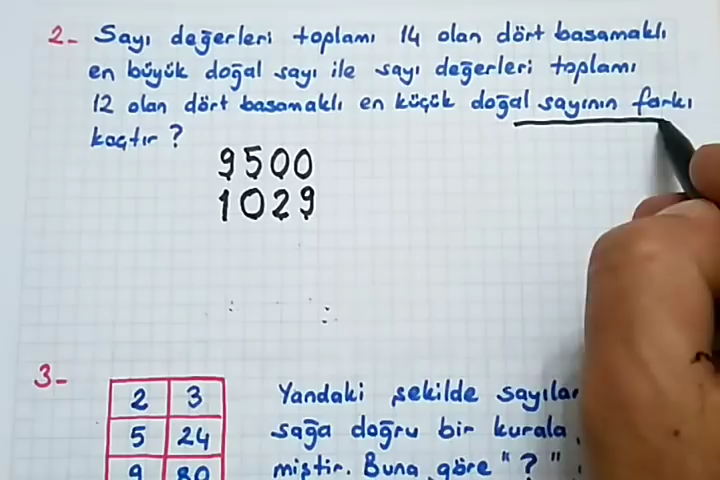 2- Sayı değerleri toplamı 14 olan dört basamaklı
en büyük doğal sayı ile sayı değerleri toplamı
12 olan dört basamaklı en küçük doğal sayının farkı
kaçtır ?
9500
1029
3-
2 3
5 24
9 80
Yandaki şekilde sayılar
sağa doğru bir kurala
miştir. Buna göre "?"